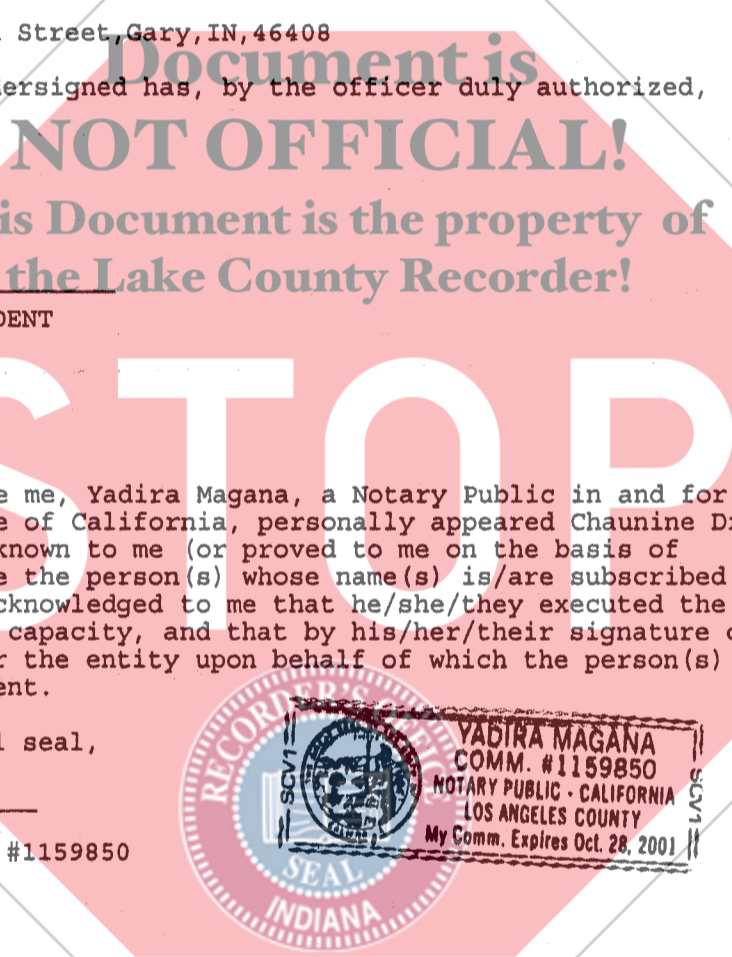 Street,Gary,IN,46408
Document is
dersigned has, by the officer duly authorized,
NOT OFFICIAL!
is Document is the property of
the Lake County Recorder!
DENT
STOP
e me, Yadira Magana, a Notary Public in and for
e of California, personally appeared Chaunine D
known to me (or proved to me on the basis of
e the person(s) whose name(s) is/are subscribed
cknowledged to me that he/she/they executed the
capacity, and that by his/her/their signature o
r the entity upon behalf of which the person(s)
ent.
l seal,
#1159850
RECORDER'S OFFICE
SEAL
INDIANA
SCV1
YADIRA MAGANA
COMM. #1159850
NOTARY PUBLIC · CALIFORNIA
LOS ANGELES COUNTY
My Comm. Expires Oct. 28, 2001
SCV1